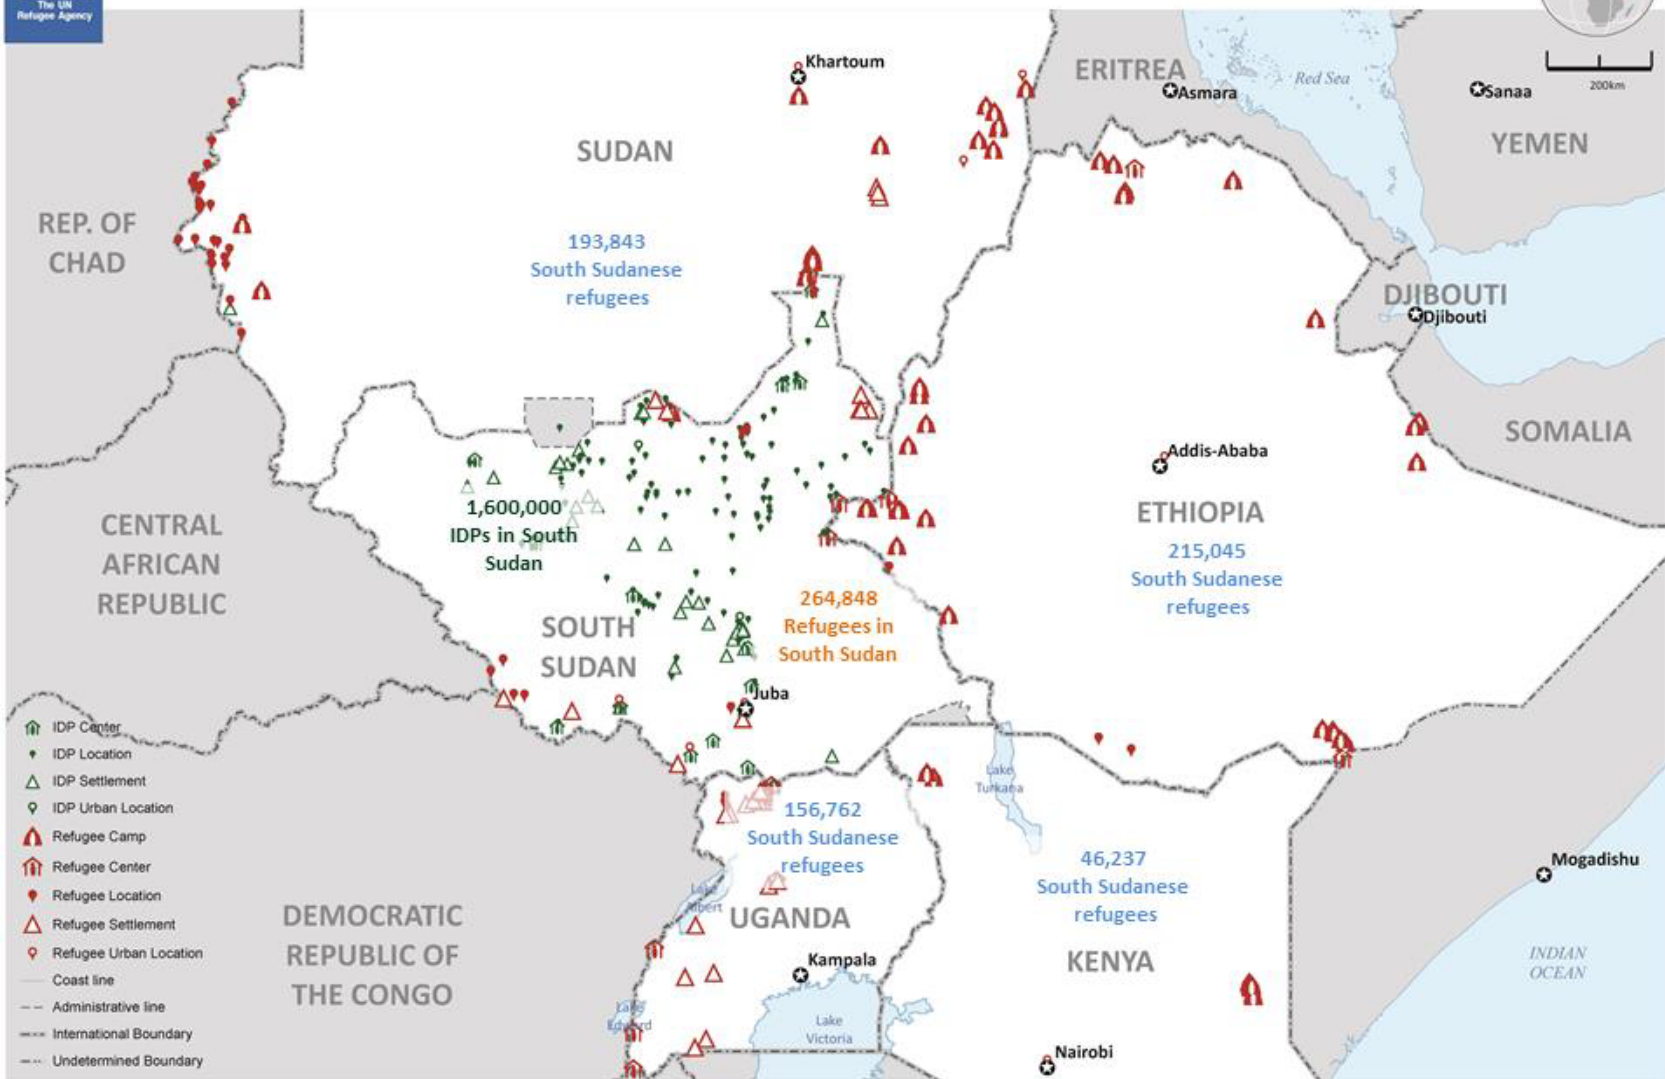 The UN
Refugee Agency
Khartoum
ERITREA
Asmara
Red Sea
200km
Sanaa
YEMEN
SUDAN
REP. OF
CHAD
193,843
South Sudanese
refugees
DJIBOUTI
Djibouti
SOMALIA
Addis-Ababa
ETHIOPIA
215,045
South Sudanese
refugees
CENTRAL
AFRICAN
REPUBLIC
1,600,000
IDPs in South
Sudan
264,848
Refugees in
South Sudan
SOUTH
SUDAN
Juba
IDP Center
IDP Location
IDP Settlement
IDP Urban Location
Refugee Camp
Refugee Center
Refugee Location
Refugee Settlement
Refugee Urban Location
Coast line
Administrative line
International Boundary
Undetermined Boundary
Lake
Turkana
156,762
South Sudanese
refugees
46,237
South Sudanese
refugees
Lake
Albert
UGANDA
DEMOCRATIC
REPUBLIC OF
THE CONGO
Kampala
KENYA
Mogadishu
INDIAN
OCEAN
Lake
Edward
Lake
Victoria
Nairobi